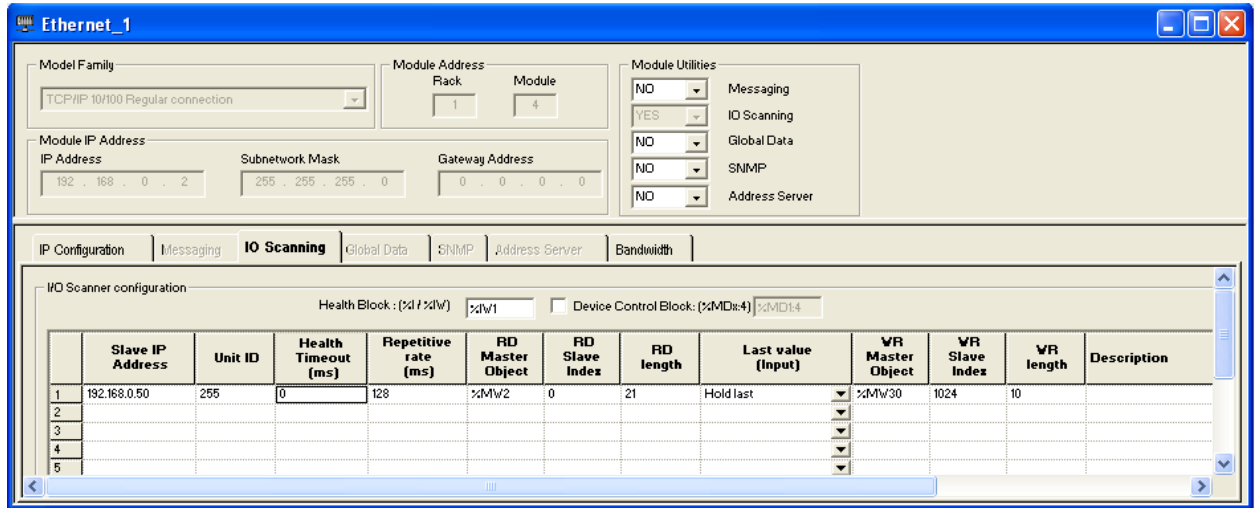 Ethernet_1
Model Family
TCP/IP 10/100 Regular connection
Module Address
Rack Module
1 4
Module Utilities
NO Messaging
YES IO Scanning
NO Global Data
NO SNMP
NO Address Server
Module IP Address
IP Address Subnetwork Mask Gateway Address
192 . 168 . 0 . 2 255 . 255 . 255 . 0 0 . 0 . 0 . 0
IP Configuration Messaging IO Scanning Global Data SNMP Address Server Bandwidth
I/O Scanner configuration
Health Block : (%I / %IW) %IW1 Device Control Block: (%MDx:4) %MD1:4
Slave IP Address Unit ID Health Timeout (ms) Repetitive rate (ms) RD Master Object RD Slave Index RD length Last value (Input) WR Master Object WR Slave Index WR length Description
1 192.168.0.50 255 0 128 %MW2 0 21 Hold last %MW30 1024 10
2
3
4
5